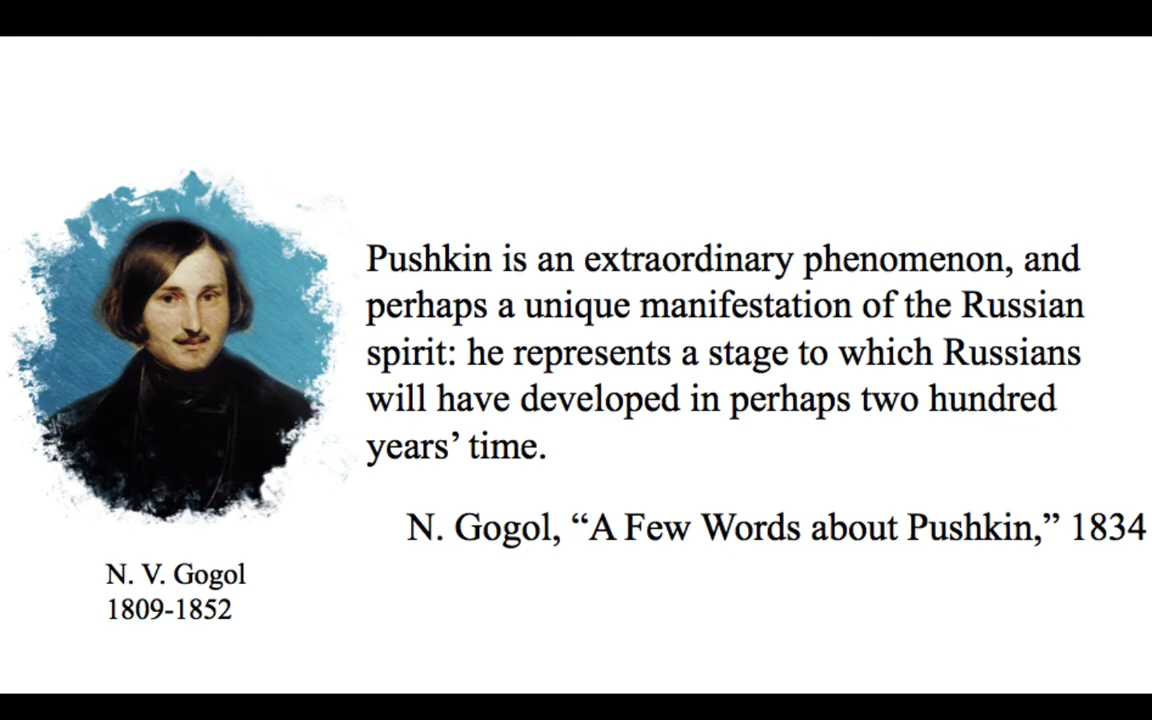 Pushkin is an extraordinary phenomenon, and
perhaps a unique manifestation of the Russian
spirit: he represents a stage to which Russians
will have developed in perhaps two hundred
years’ time.
N. Gogol, “A Few Words about Pushkin,” 1834
N. V. Gogol
1809-1852